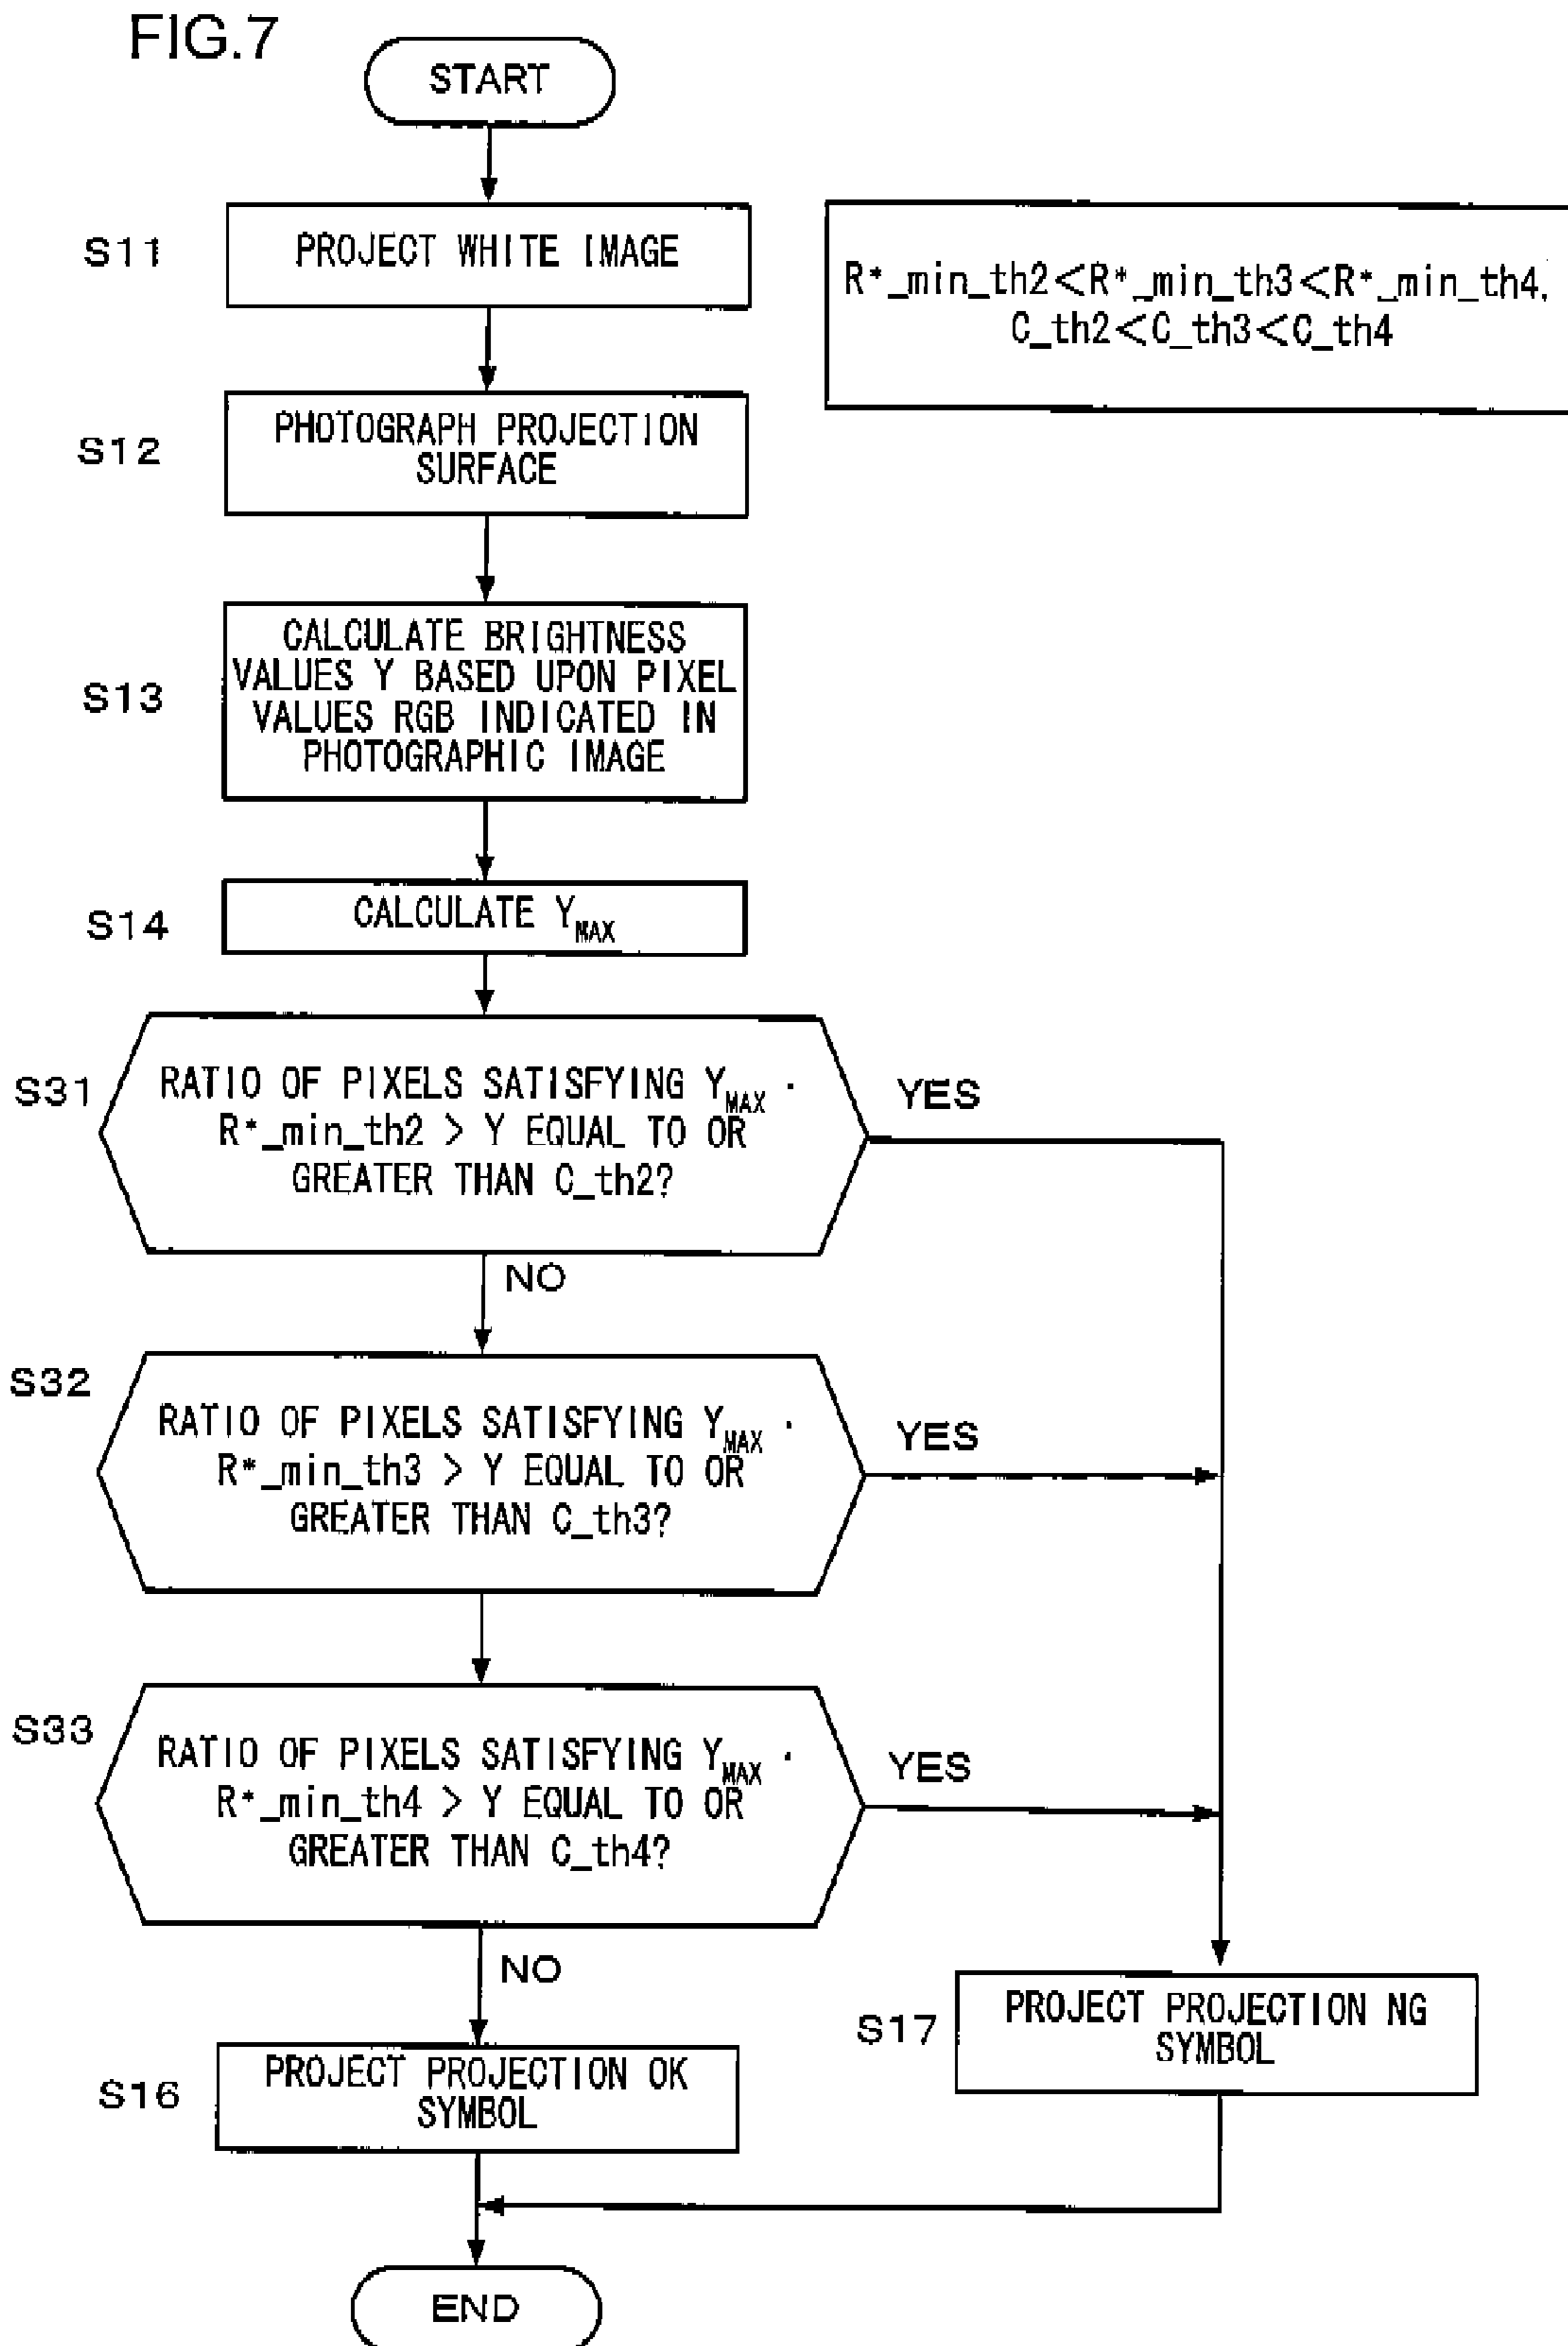 FIG.7
START
S11
PROJECT WHITE IMAGE
R*_min_th2<R*_min_th3<R*_min_th4,
C_th2<C_th3<C_th4
S12
PHOTOGRAPH PROJECTION
SURFACE
S13
CALCULATE BRIGHTNESS
VALUES Y BASED UPON PIXEL
VALUES RGB INDICATED IN
PHOTOGRAPHIC IMAGE
S14
CALCULATE YMAX
S31
RATIO OF PIXELS SATISFYING YMAX ·
R*_min_th2 > Y EQUAL TO OR
GREATER THAN C_th2?
YES
NO
S32
RATIO OF PIXELS SATISFYING YMAX ·
R*_min_th3 > Y EQUAL TO OR
GREATER THAN C_th3?
YES
S33
RATIO OF PIXELS SATISFYING YMAX ·
R*_min_th4 > Y EQUAL TO OR
GREATER THAN C_th4?
YES
NO
S17
PROJECT PROJECTION NG
SYMBOL
S16
PROJECT PROJECTION OK
SYMBOL
END